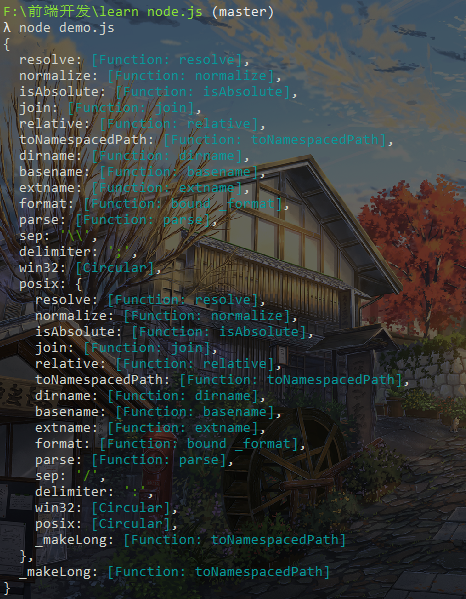 F:\前端开发\learn node.js (master)
λ node demo.js
{
  resolve: [Function: resolve],
  normalize: [Function: normalize],
  isAbsolute: [Function: isAbsolute],
  join: [Function: join],
  relative: [Function: relative],
  toNamespacedPath: [Function: toNamespacedPath],
  dirname: [Function: dirname],
  basename: [Function: basename],
  extname: [Function: extname],
  format: [Function: bound _format],
  parse: [Function: parse],
  sep: '\\',
  delimiter: ';',
  win32: [Circular],
  posix: {
    resolve: [Function: resolve],
    normalize: [Function: normalize],
    isAbsolute: [Function: isAbsolute],
    join: [Function: join],
    relative: [Function: relative],
    toNamespacedPath: [Function: toNamespacedPath],
    dirname: [Function: dirname],
    basename: [Function: basename],
    extname: [Function: extname],
    format: [Function: bound _format],
    parse: [Function: parse],
    sep: '/',
    delimiter: ':',
    win32: [Circular],
    posix: [Circular],
    _makeLong: [Function: toNamespacedPath]
  },
  _makeLong: [Function: toNamespacedPath]
}